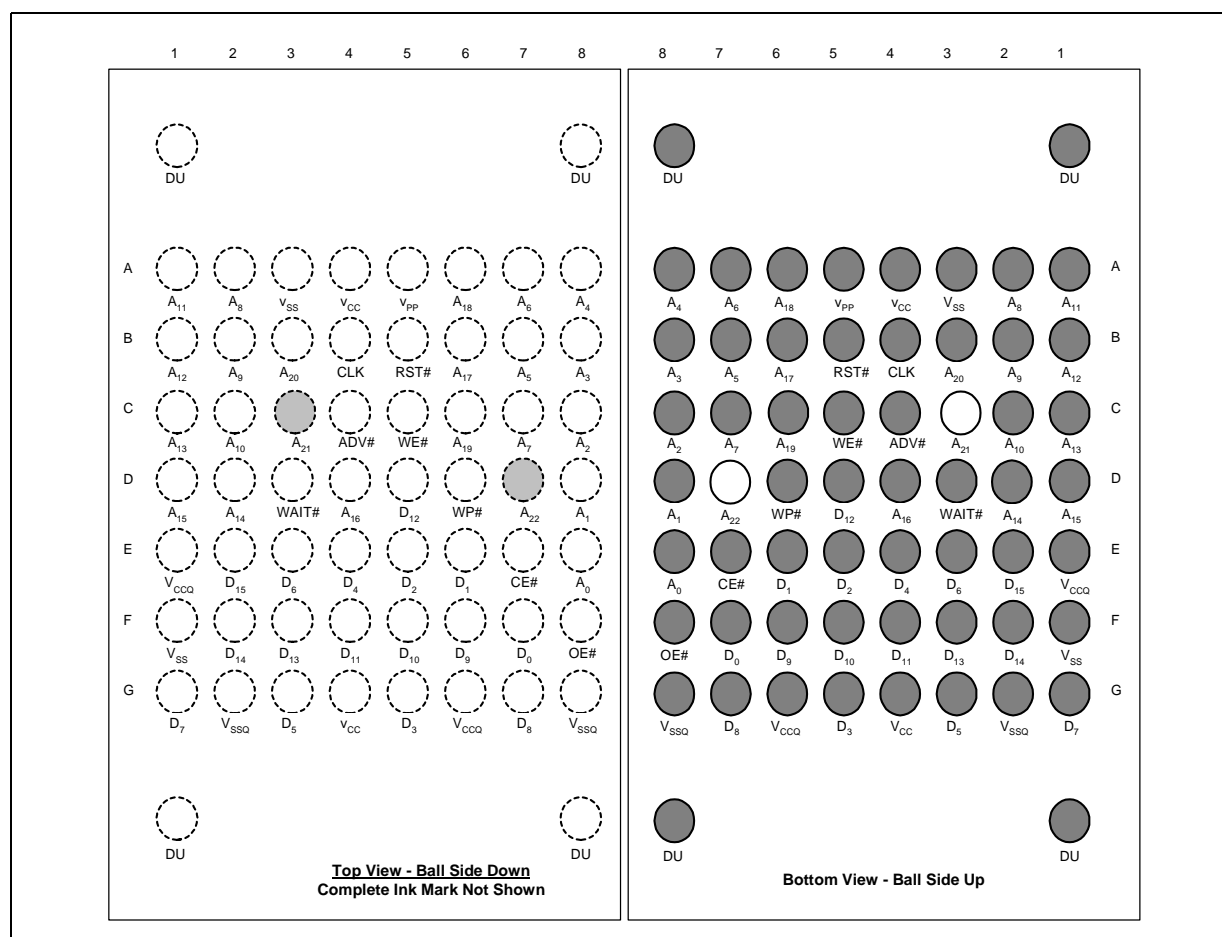 1 2 3 4 5 6 7 8 8 7 6 5 4 3 2 1
DU DU DU DU
A A
A11 A8 vSS vCC vPP A18 A6 A4 A4 A6 A18 vPP vCC VSS A8 A11
B B
A12 A9 A20 CLK RST# A17 A5 A3 A3 A5 A17 RST# CLK A20 A9 A12
C C
A13 A10 A21 ADV# WE# A19 A7 A2 A2 A7 A19 WE# ADV# A21 A10 A13
D D
A15 A14 WAIT# A16 D12 WP# A22 A1 A1 A22 WP# D12 A16 WAIT# A14 A15
E E
VCCQ D15 D6 D4 D2 D1 CE# A0 A0 CE# D1 D2 D4 D6 D15 VCCQ
F F
VSS D14 D13 D11 D10 D9 D0 OE# OE# D0 D9 D10 D11 D13 D14 VSS
G G
D7 VSSQ D5 vCC D3 VCCQ D8 VSSQ VSSQ D8 VCCQ D3 VCC D5 VSSQ D7
DU DU DU DU
Top View - Ball Side Down
Complete Ink Mark Not Shown
Bottom View - Ball Side Up